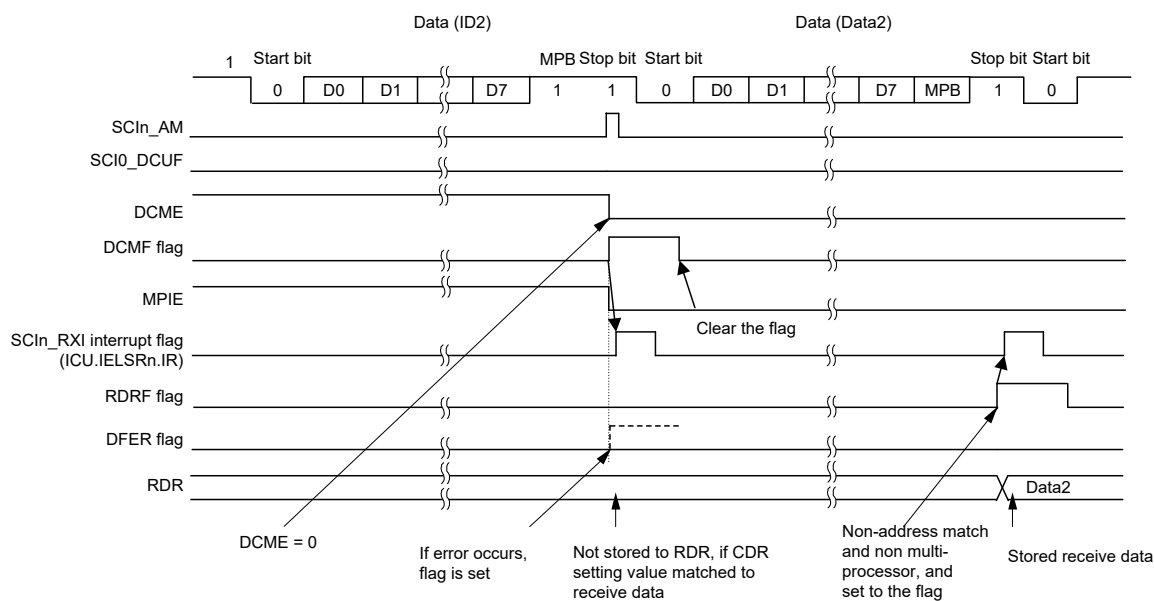 Data (ID2) Data (Data2)
1 Start bit MPB Stop bit Start bit Stop bit Start bit
0 D0 D1 D7 1 1 0 D0 D1 D7 MPB 1 0
SCIn_AM
SCI0_DCUF
DCME
DCMF flag
MPIE
Clear the flag
SCIn_RXI interrupt flag
(ICU.IELSRn.IR)
RDRF flag
DFER flag
RDR
Data2
DCME = 0
If error occurs,
flag is set
Not stored to RDR, if CDR
setting value matched to
receive data
Non-address match
and non multi-
processor, and
set to the flag
Stored receive data